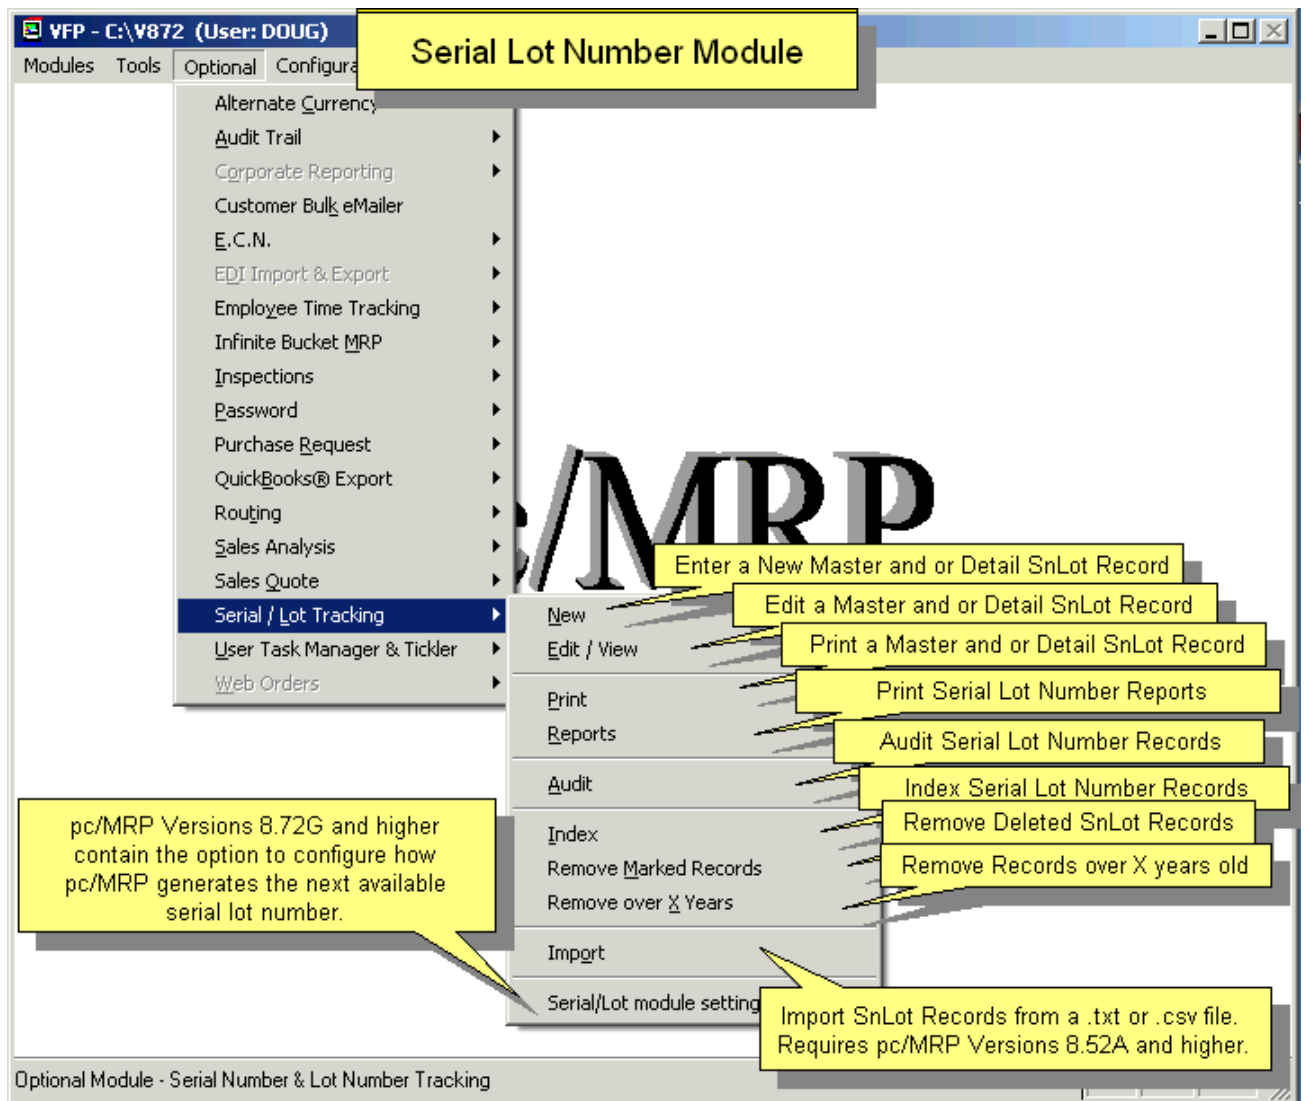 VFP - C:\V872 (User: DOUG)
Serial Lot Number Module
Modules Tools Optional
Alternate Currency
Audit Trail
Corporate Reporting
Customer Bulk eMailer
E.C.N.
EDI Import & Export
Employee Time Tracking
Infinite Bucket MRP
Inspections
Password
Purchase Request
QuickBooks® Export
Routing
Sales Analysis
Sales Quote
Serial / Lot Tracking
User Task Manager & Tickler
Web Orders
/MRP
Enter a New Master and or Detail SnLot Record
Edit a Master and or Detail SnLot Record
Print a Master and or Detail SnLot Record
Print Serial Lot Number Reports
Audit Serial Lot Number Records
Index Serial Lot Number Records
Remove Deleted SnLot Records
Remove Records over X years old
New
Edit / View
Print
Reports
Audit
Index
Remove Marked Records
Remove over X Years
Import
Serial/Lot module setting
pc/MRP Versions 8.72G and higher
contain the option to configure how
pc/MRP generates the next available
serial lot number.
Import SnLot Records from a .txt or .csv file.
Requires pc/MRP Versions 8.52A and higher.
Optional Module - Serial Number & Lot Number Tracking